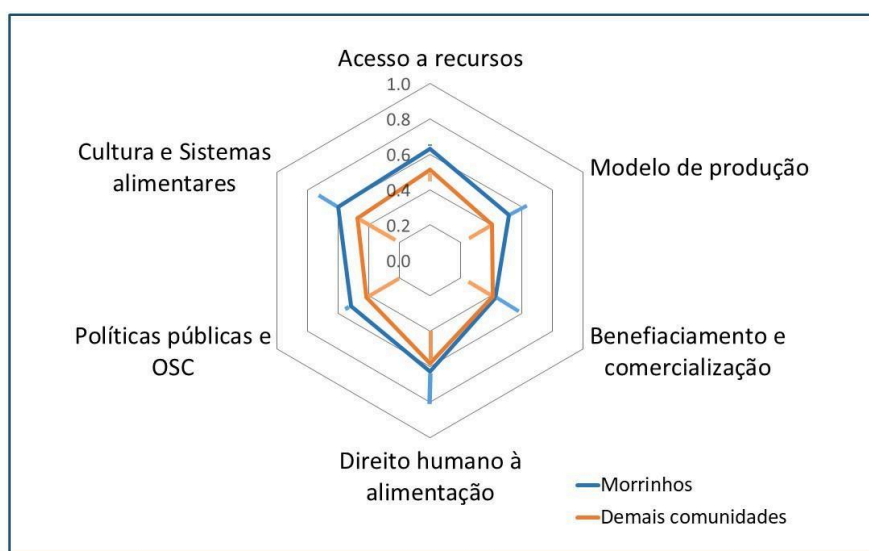 Acesso a recursos
1.0
0.8
0.6
0.4
0.2
0.0
Modelo de produção
Benefiaciamento e
comercialização
Direito humano à
alimentação
Políticas públicas e
OSC
Cultura e Sistemas
alimentares
Morrinhos
Demais comunidades